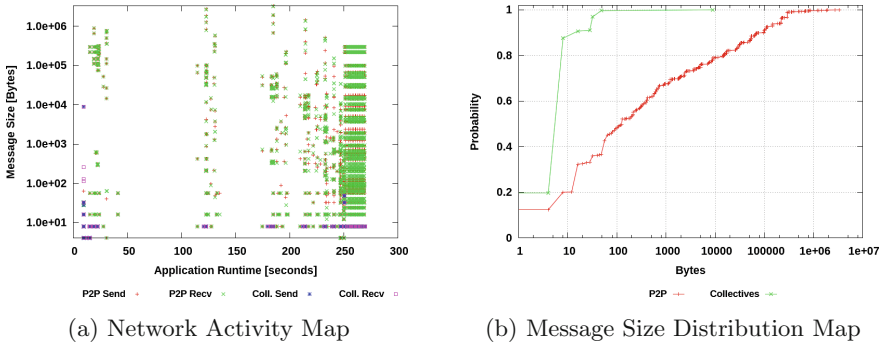 Message Size [Bytes]
1.0e+06
1.0e+05
1.0e+04
1.0e+03
1.0e+02
1.0e+01
0 50 100 150 200 250 300
Application Runtime [seconds]
P2P Send P2P Recv Coll. Send Coll. Recv
(a) Network Activity Map
Probability
1
0.8
0.6
0.4
0.2
0
1 10 100 1000 10000 100000 1e+06 1e+07
Bytes
P2P Collectives
(b) Message Size Distribution Map